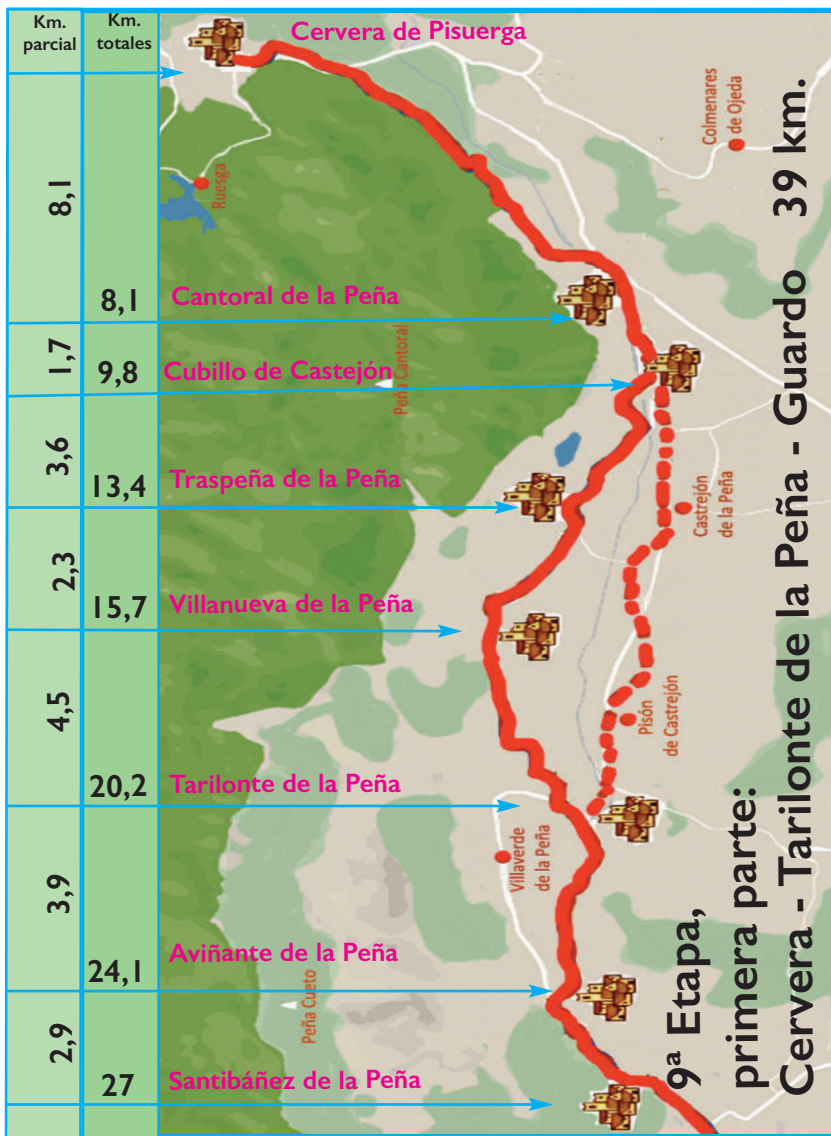 Km.
parcial
Km.
totales
Cervera de Pisuerga
8,1
8,1
Cantoral de la Peña
1,7
9,8
Cubillo de Castejón
3,6
13,4
Traspeña de la Peña
2,3
15,7
Villanueva de la Peña
4,5
20,2
Tarilonte de la Peña
3,9
24,1
Aviñante de la Peña
2,9
27
Santibáñez de la Peña
Ruesga
Peña Cantoral
Peña Cueto
Colmenares
de Ojeda
Castrejón
de la Peña
Pisón
de Castrejón
Villaverde
de la Peña
9ª Etapa,
primera parte:
Cervera - Tarilonte de la Peña - Guardo 39 km.